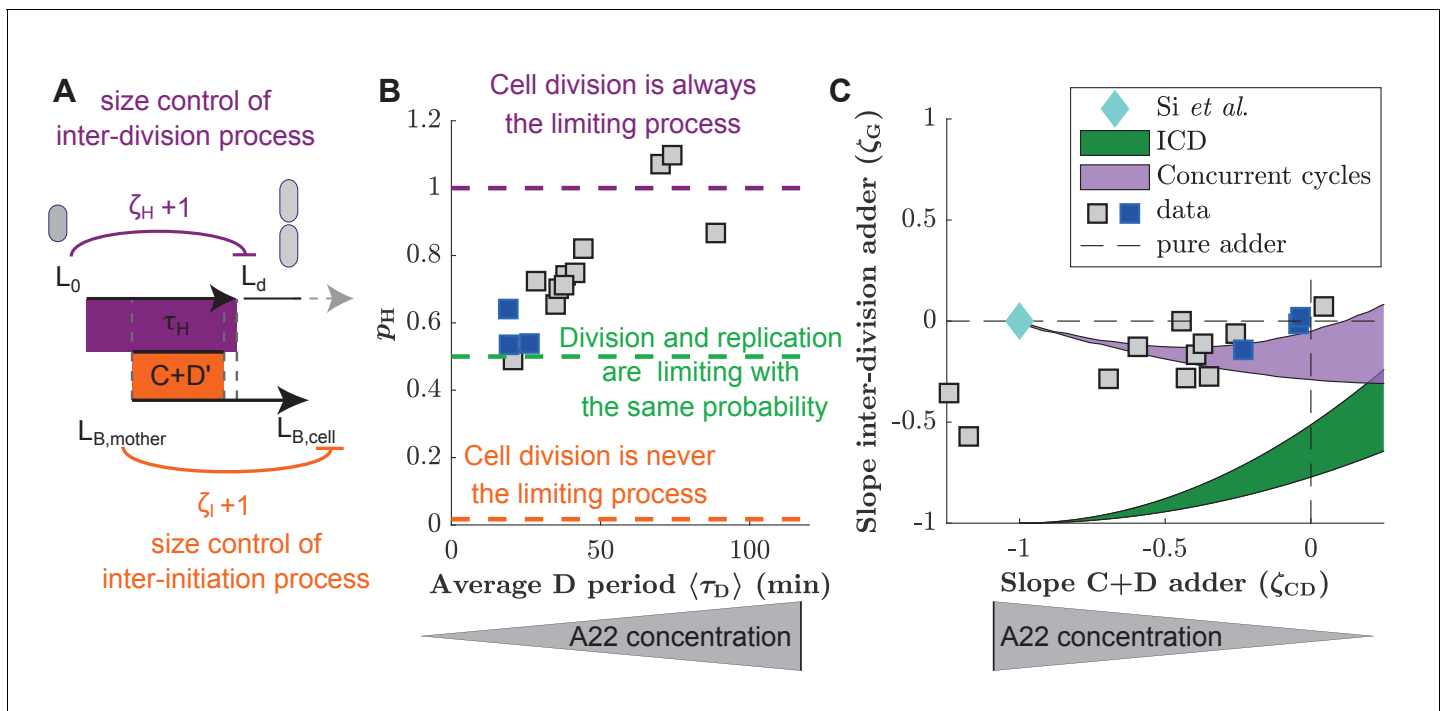 A
size control of
inter-division process
ζH +1
L0
Ld
τH
C+D'
LB,mother
LB,cell
ζI +1
size control of
inter-initiation process
B
Cell division is always
the limiting process
1.2
1
0.8
0.6
0.4
0.2
0
pH
Division and replication
are limiting with
the same probability
Cell division is never
the limiting process
0
50
100
Average D period ⟨τD⟩ (min)
A22 concentration
C
Si et al.
ICD
Concurrent cycles
data
pure adder
1
0.5
0
-0.5
-1
Slope inter-division adder (ζG)
-1
-0.5
0
Slope C+D adder (ζCD)
A22 concentration